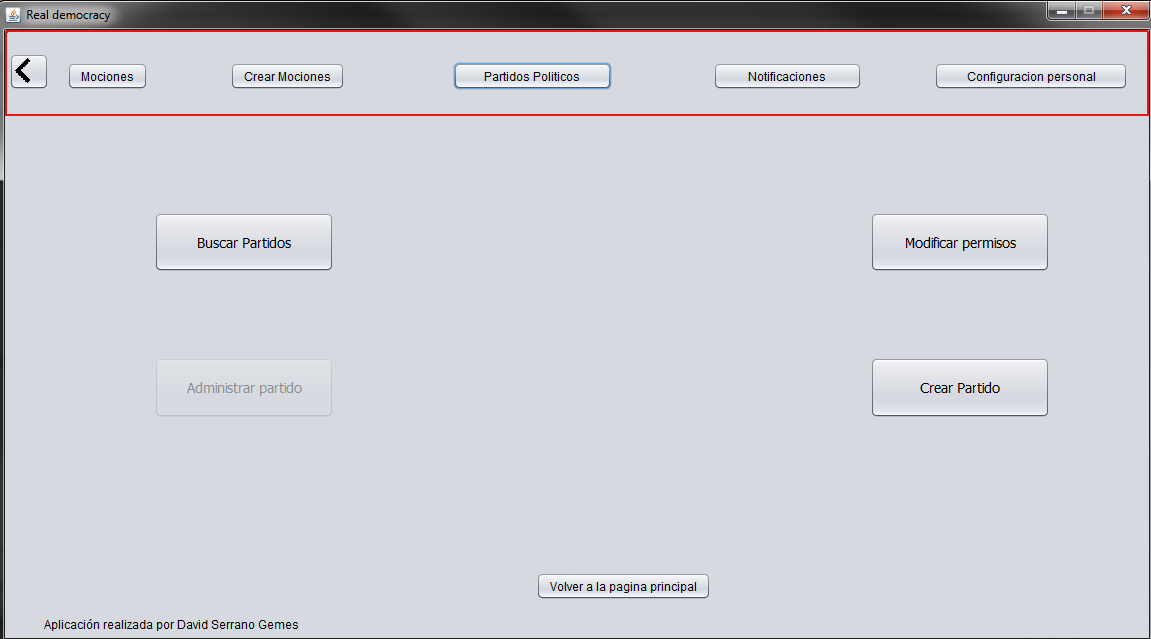 Real democracy
Mociones
Crear Mociones
Partidos Politicos
Notificaciones
Configuracion personal
Buscar Partidos
Modificar permisos
Administrar partido
Crear Partido
Volver a la pagina principal
Aplicación realizada por David Serrano Gemes